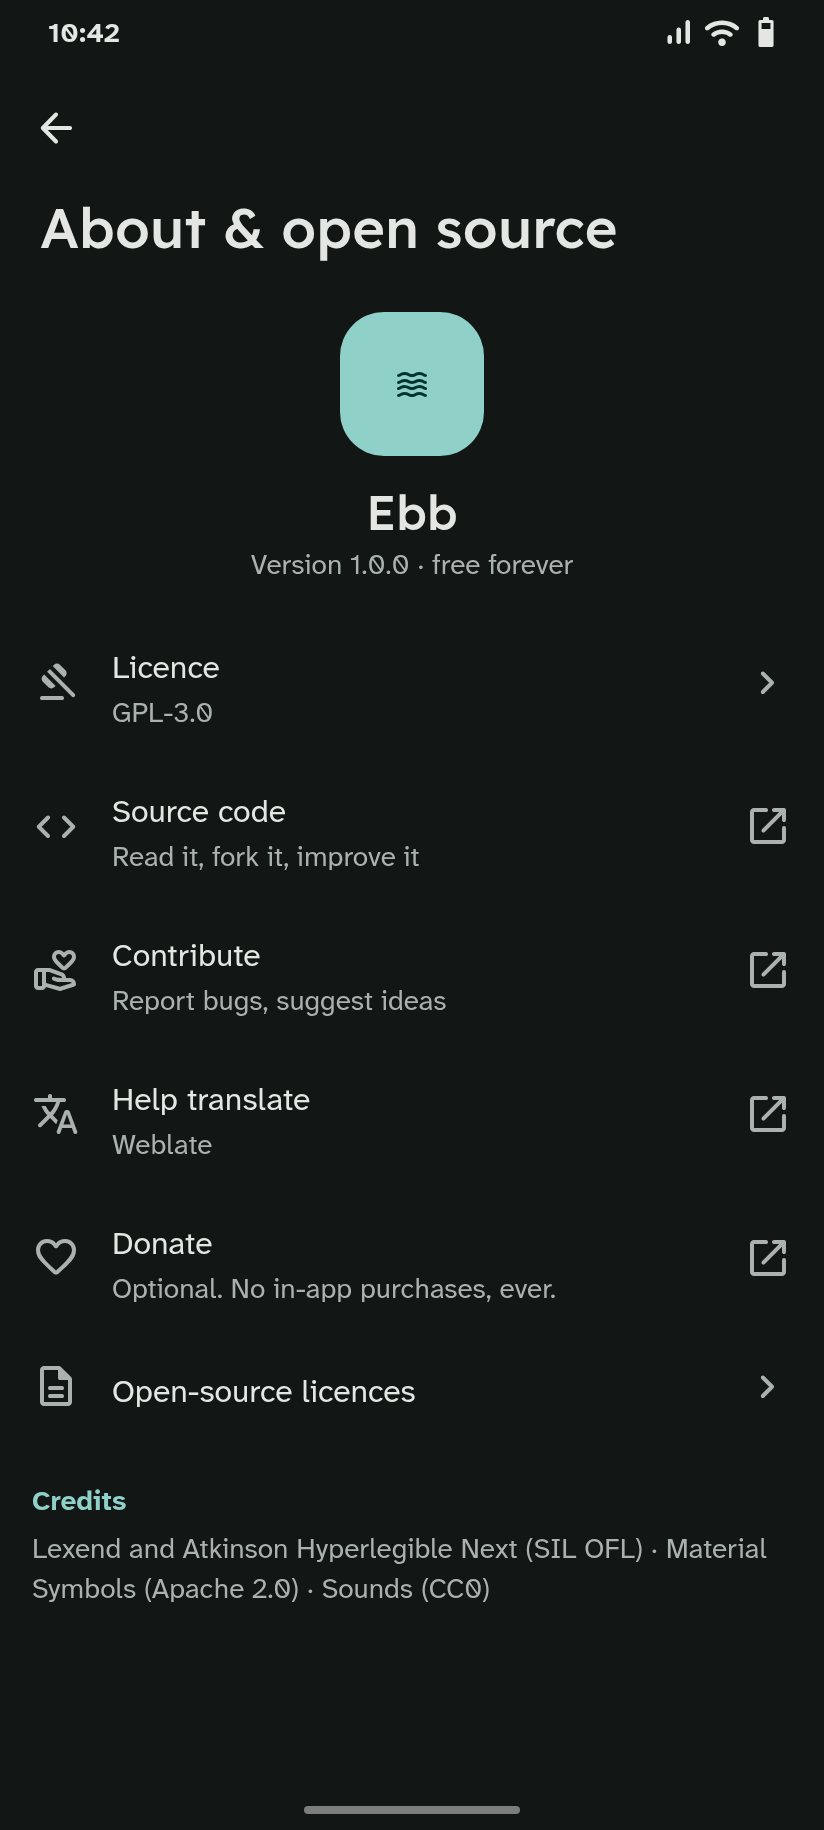 10:42
About & open source
Ebb
Version 1.0.0 · free forever
Licence
GPL-3.0
Source code
Read it, fork it, improve it
Contribute
Report bugs, suggest ideas
Help translate
Weblate
Donate
Optional. No in-app purchases, ever.
Open-source licences
Credits
Lexend and Atkinson Hyperlegible Next (SIL OFL) · Material
Symbols (Apache 2.0) · Sounds (CC0)